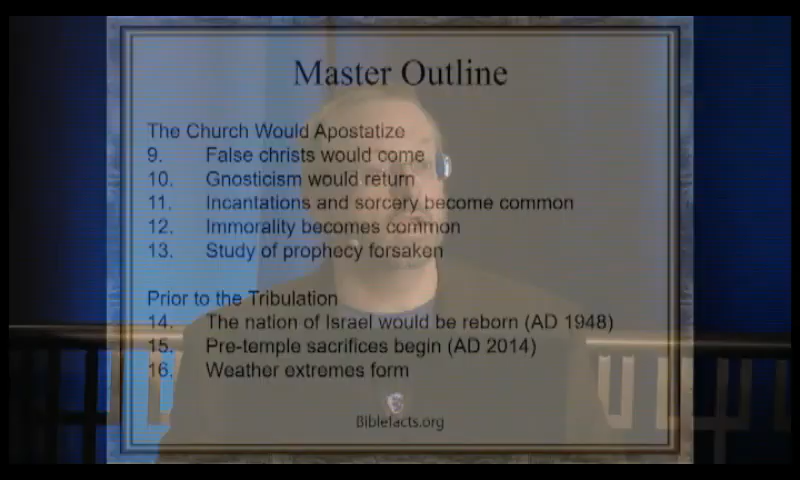 Master Outline
The Church Would Apostatize
9. False christs would come
10. Gnosticism would return
11. Incantations and sorcery become common
12. Immorality becomes common
13. Study of prophecy forsaken
Prior to the Tribulation
14. The nation of Israel would be reborn (AD 1948)
15. Pre-temple sacrifices begin (AD 2014)
16. Weather extremes form
Biblefacts.org